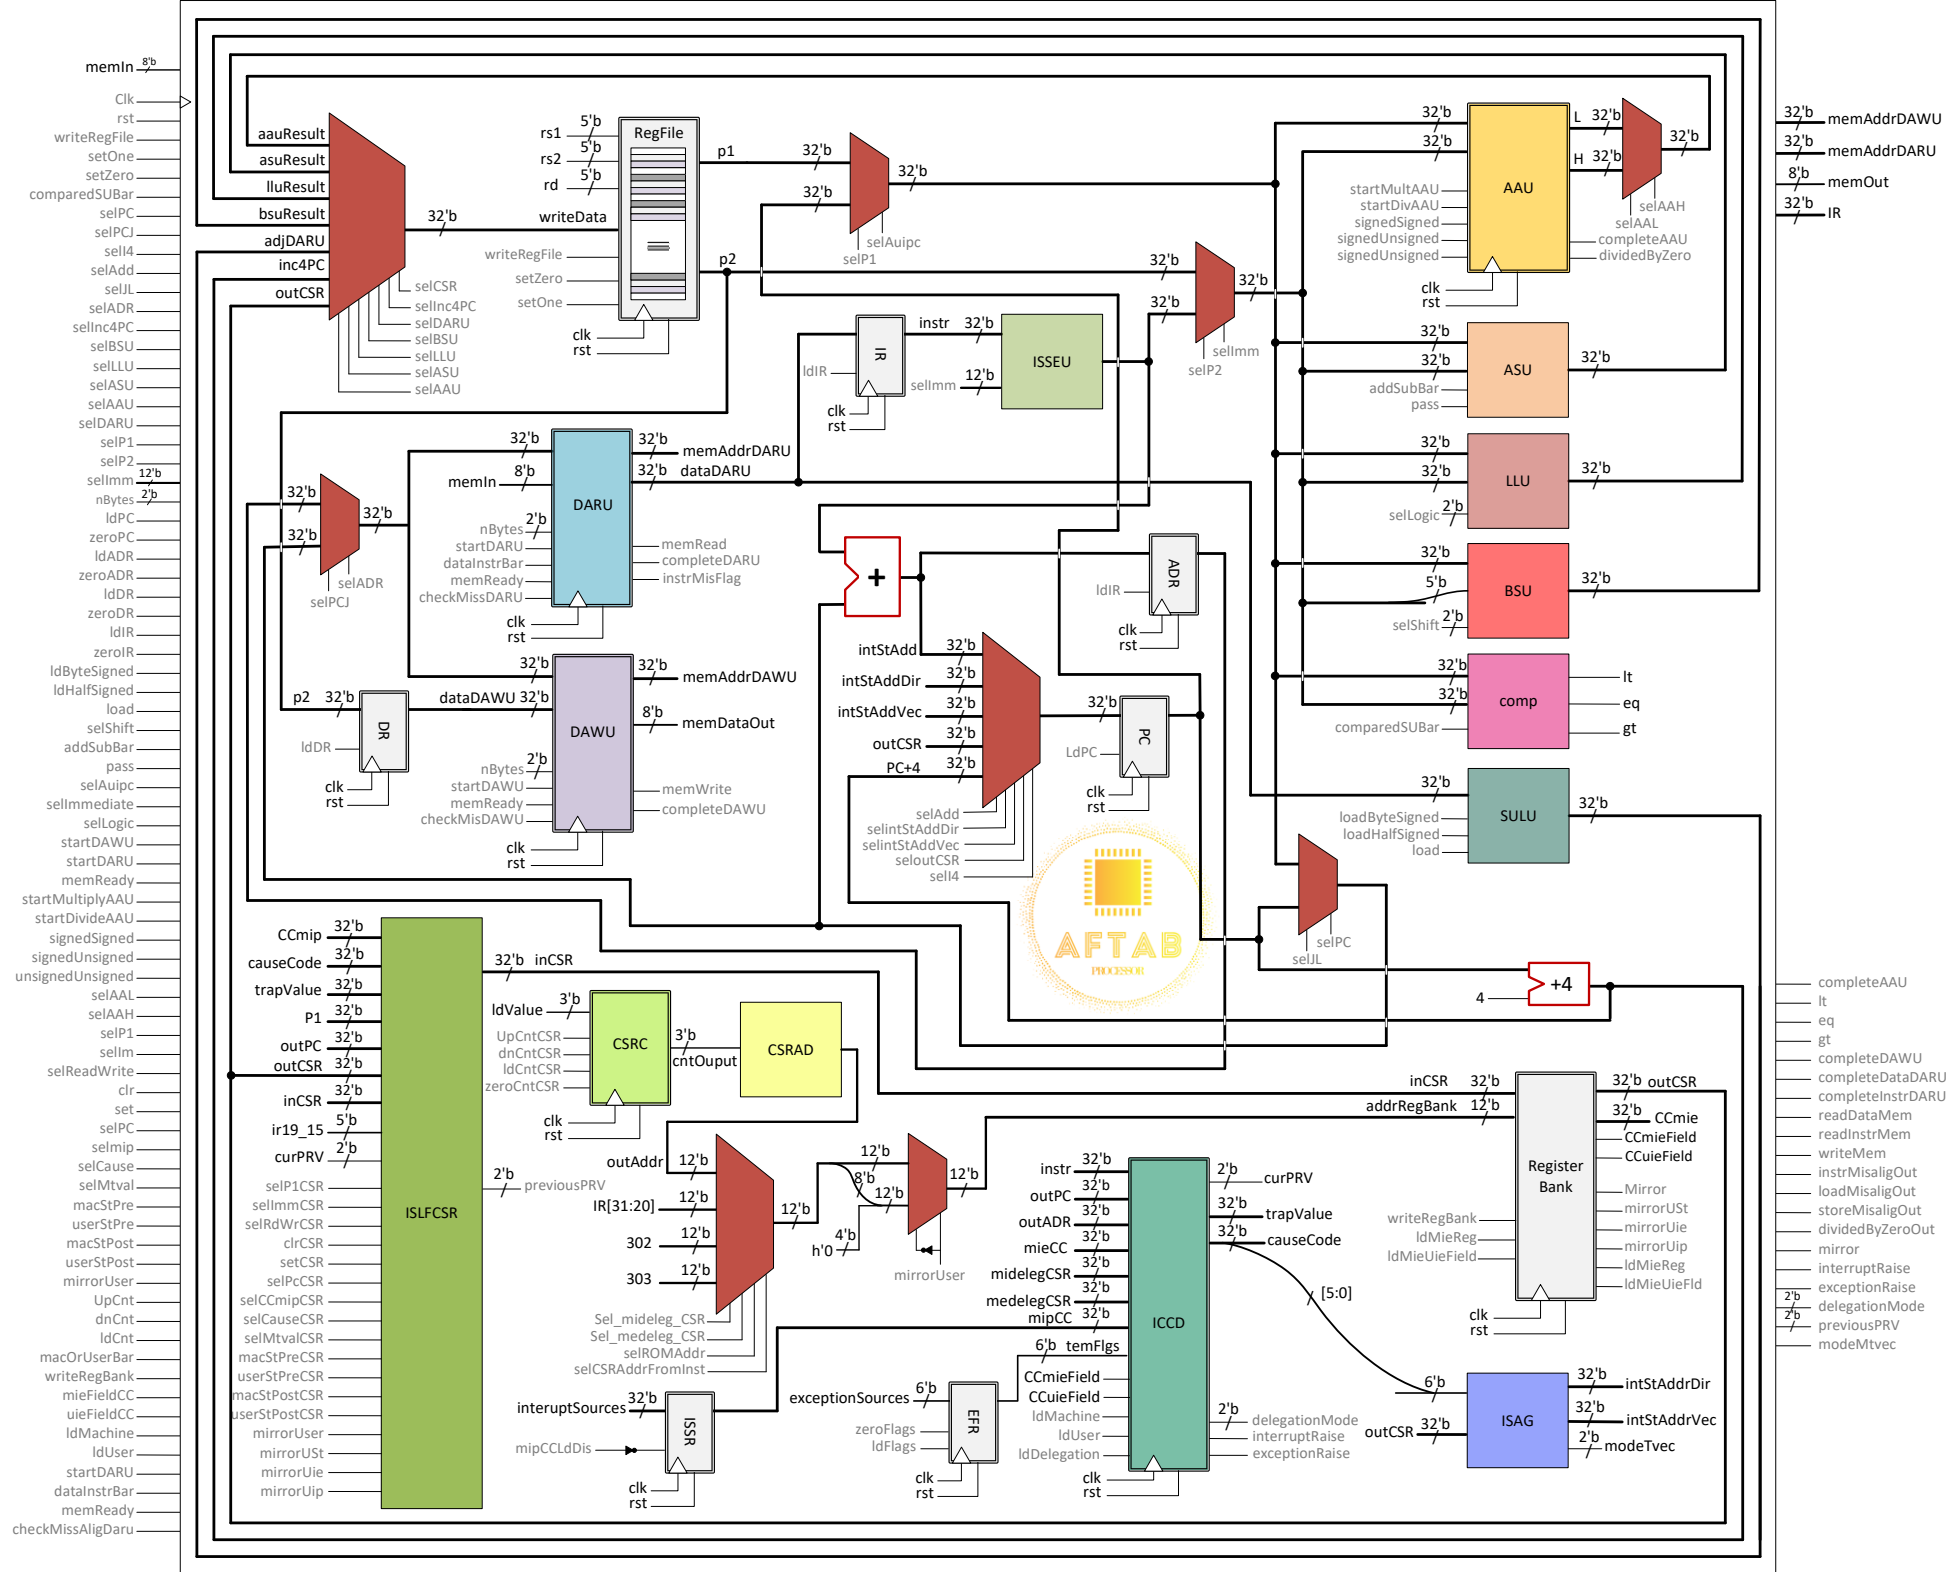 memIn
8'b
Clk
rst
writeRegFile
setOne
setZero
comparedSUBar
selPC
selPCJ
selI4
selAdd
selJL
selADR
selInc4PC
selBSU
selLLU
selASU
selAAU
selDARU
selP1
selP2
selImm
12'b
nBytes
2'b
ldPC
zeroPC
ldADR
zeroADR
ldDR
zeroDR
ldIR
zeroIR
ldByteSigned
ldHalfSigned
load
selShift
addSubBar
pass
selAuipc
selImmediate
selLogic
startDAWU
startDARU
memReady
startMultiplyAAU
startDivideAAU
signedSigned
signedUnsigned
unsignedUnsigned
selAAL
selAAH
selP1
selIm
selReadWrite
clr
set
selPC
selmip
selCause
selMtval
macStPre
userStPre
macStPost
userStPost
mirrorUser
UpCnt
dnCnt
ldCnt
macOrUserBar
writeRegBank
mieFieldCC
uieFieldCC
ldMachine
ldUser
startDARU
dataInstrBar
memReady
checkMissAligDaru
aauResult
asuResult
lluResult
bsuResult
adjDARU
inc4PC
outCSR
32'b
selCSR
selInc4PC
selDARU
selBSU
selLLU
selASU
selAAU
RegFile
rs1 5'b
rs2 5'b
rd 5'b
writeData
writeRegFile
setZero
setOne
clk
rst
p1
p2
32'b
32'b
32'b
selAuipc
selP1
32'b
32'b
32'b
selImm
selP2
IR
ldIR
clk
rst
instr 32'b
selImm 12'b
ISSEU
AAU
32'b
32'b
startMultAAU
startDivAAU
signedSigned
signedUnsigned
signedUnsigned
clk
rst
L 32'b
H 32'b
32'b
selAAH
selAAL
completeAAU
dividedByZero
ASU
32'b
32'b
addSubBar
pass
32'b
LLU
32'b
32'b
selLogic 2'b
32'b
BSU
32'b
5'b
selShift 2'b
32'b
comp
32'b
32'b
comparedSUBar
lt
eq
gt
SULU
32'b
loadByteSigned
loadHalfSigned
load
32'b
32'b memAddrDAWU
32'b memAddrDARU
8'b memOut
32'b IR
32'b
32'b
32'b
selADR
selPCJ
DARU
32'b
memIn 8'b
nBytes 2'b
startDARU
dataInstrBar
memReady
checkMissDARU
clk
rst
32'b memAddrDARU
32'b dataDARU
memRead
completeDARU
instrMisFlag
p2 32'b
DR
ldDR
clk
rst
DAWU
32'b
dataDAWU 32'b
nBytes 2'b
startDAWU
memReady
checkMisDAWU
clk
rst
32'b memAddrDAWU
8'b memDataOut
memWrite
completeDAWU
+
ADR
ldIR
clk
rst
intStAdd 32'b
intStAddDir 32'b
intStAddVec 32'b
outCSR 32'b
PC+4 32'b
selAdd
selintStAddDir
selintStAddVec
seloutCSR
selI4
32'b
PC
LdPC
clk
rst
AFTAB
PROCESSOR
selPC
selJL
4
+4
CCmip 32'b
causeCode 32'b
trapValue 32'b
P1 32'b
outPC 32'b
outCSR 32'b
inCSR 32'b
ir19_15 5'b
curPRV 2'b
selP1CSR
selImmCSR
selRdWrCSR
clrCSR
setCSR
selPcCSR
selCCmipCSR
selCauseCSR
selMtvalCSR
macStPreCSR
userStPreCSR
macStPostCSR
userStPostCSR
mirrorUser
mirrorUSt
mirrorUie
mirrorUip
ISLFCSR
32'b inCSR
2'b previousPRV
ldValue 3'b
UpCntCSR
dnCntCSR
ldCntCSR
zeroCntCSR
CSRC
clk
rst
3'b
cntOuput
CSRAD
outAddr 12'b
IR[31:20] 12'b
302 12'b
303 12'b
Sel_mideleg_CSR
Sel_medeleg_CSR
selROMAddr
selCSRAddrFromInst
12'b
12'b
8'b
12'b
4'b
h'0
12'b
mirrorUser
interuptSources 32'b
mipCCLdDis
ISSR
clk
rst
exceptionSources 6'b
zeroFlags
ldFlags
EFR
clk
rst
instr 32'b
outPC 32'b
outADR 32'b
mieCC 32'b
midelegCSR 32'b
medelegCSR 32'b
mipCC 32'b
6'b temFlgs
CCmieField
CCuieField
ldMachine
ldUser
ldDelegation
ICCD
clk
rst
2'b curPRV
32'b trapValue
32'b causeCode
[5:0]
2'b delegationMode
interruptRaise
exceptionRaise
inCSR 32'b
addrRegBank 12'b
Register
Bank
writeRegBank
ldMieReg
ldMieUieField
clk
rst
32'b outCSR
32'b CCmie
CCmieField
CCuieField
Mirror
mirrorUSt
mirrorUie
mirrorUip
ldMieReg
ldMieUieFld
6'b
outCSR 32'b
ISAG
32'b intStAddrDir
32'b intStAddrVec
2'b modeTvec
completeAAU
lt
eq
gt
completeDAWU
completeDataDARU
completeInstrDARU
readDataMem
readInstrMem
writeMem
instrMisaligOut
loadMisaligOut
storeMisaligOut
dividedByZeroOut
mirror
interruptRaise
exceptionRaise
2'b delegationMode
2'b previousPRV
modeMtvec